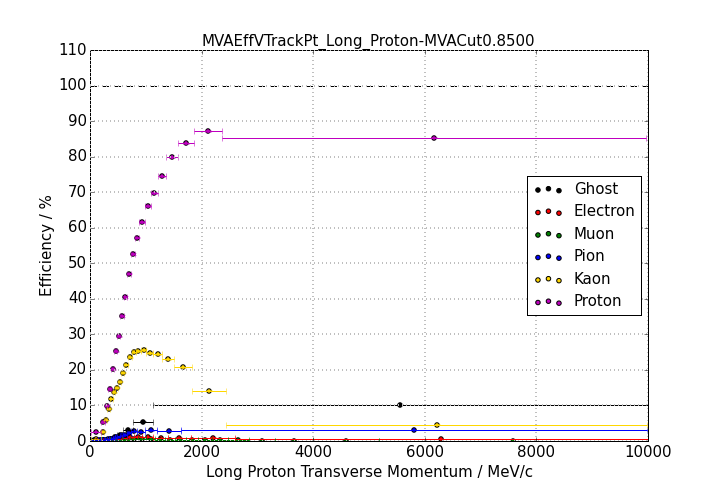 MVAEffVTrackPt_Long_Proton-MVACut0.8500
110
100
90
80
70
60
50
40
30
20
10
0
Efficiency / %
Ghost
Electron
Muon
Pion
Kaon
Proton
0 2000 4000 6000 8000 10000
Long Proton Transverse Momentum / MeV/c